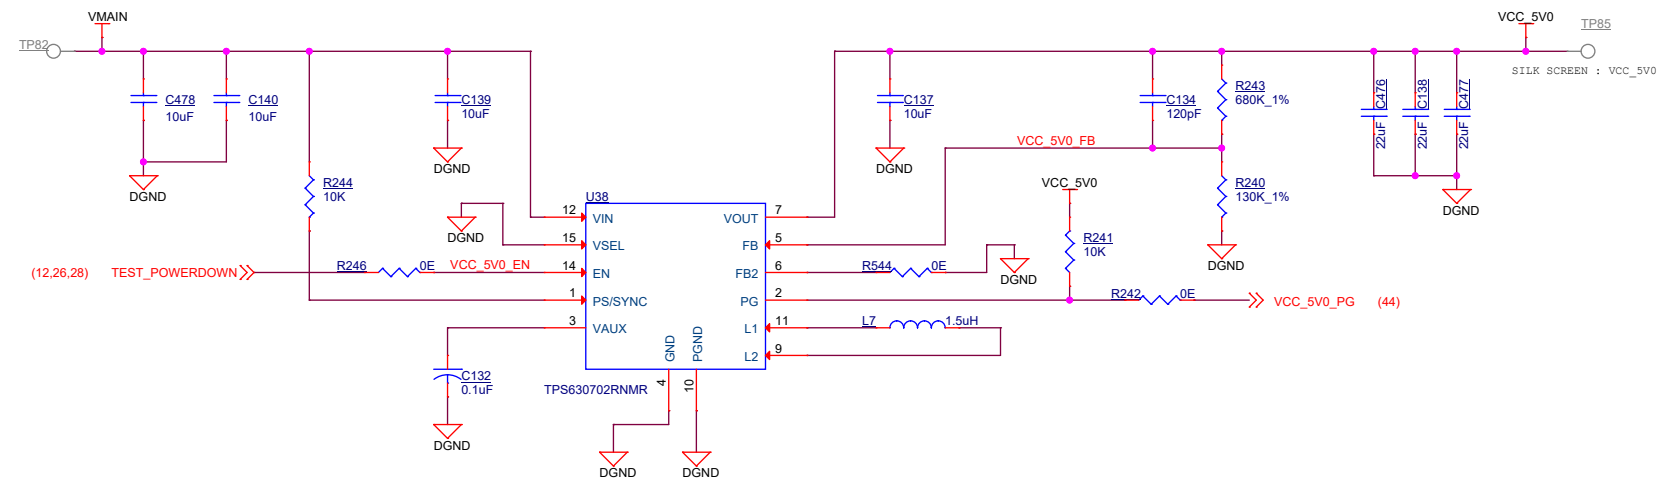 VMAIN
TP82
VCC_5V0
TP85
SILK SCREEN : VCC_5V0
C478
10uF
C140
10uF
C139
10uF
C137
10uF
C134
120pF
R243
680K_1%
C476
22uF
C138
22uF
C477
22uF
DGND
DGND
DGND
VCC_5V0_FB
R244
10K
VCC_5V0
R240
130K_1%
DGND
U38
DGND
12
VIN
VOUT
7
15
VSEL
FB
5
R241
10K
DGND
(12,26,28)
TEST_POWERDOWN
R246
0E
VCC_5V0_EN
14
EN
FB2
6
R544
0E
DGND
1
PS/SYNC
PG
2
R242
0E
VCC_5V0_PG
(44)
3
VAUX
L1
11
L7
1.5uH
GND
PGND
L2
9
C132
0.1uF
TPS630702RNMR
4
10
DGND
DGND
DGND